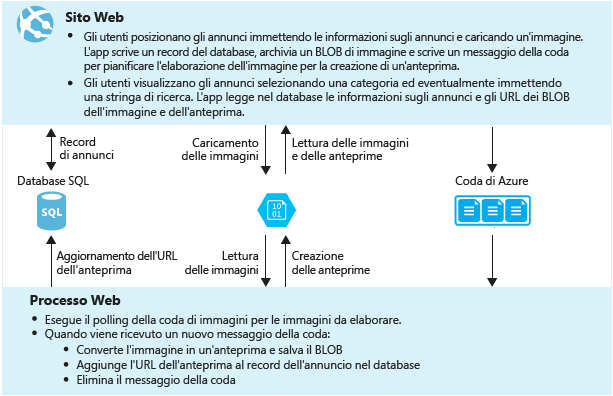 Sito Web
• Gli utenti posizionano gli annunci immettendo le informazioni sugli annunci e caricando un'immagine.
L'app scrive un record del database, archivia un BLOB di immagine e scrive un messaggio della coda
per pianificare l'elaborazione dell'immagine per la creazione di un'anteprima.
• Gli utenti visualizzano gli annunci selezionando una categoria ed eventualmente immettendo
una stringa di ricerca. L'app legge nel database le informazioni sugli annunci e gli URL dei BLOB
dell'immagine e dell'anteprima.
Record
di annunci
Caricamento
delle immagini
Lettura delle immagini
e delle anteprime
Database SQL
Coda di Azure
SQL
10
01
Aggiornamento dell'URL
dell'anteprima
Lettura
delle immagini
Creazione
delle anteprime
Processo Web
• Esegue il polling della coda di immagini per le immagini da elaborare.
• Quando viene ricevuto un nuovo messaggio della coda:
• Converte l'immagine in un'anteprima e salva il BLOB
• Aggiunge l'URL dell'anteprima al record dell'annuncio nel database
• Elimina il messaggio della coda